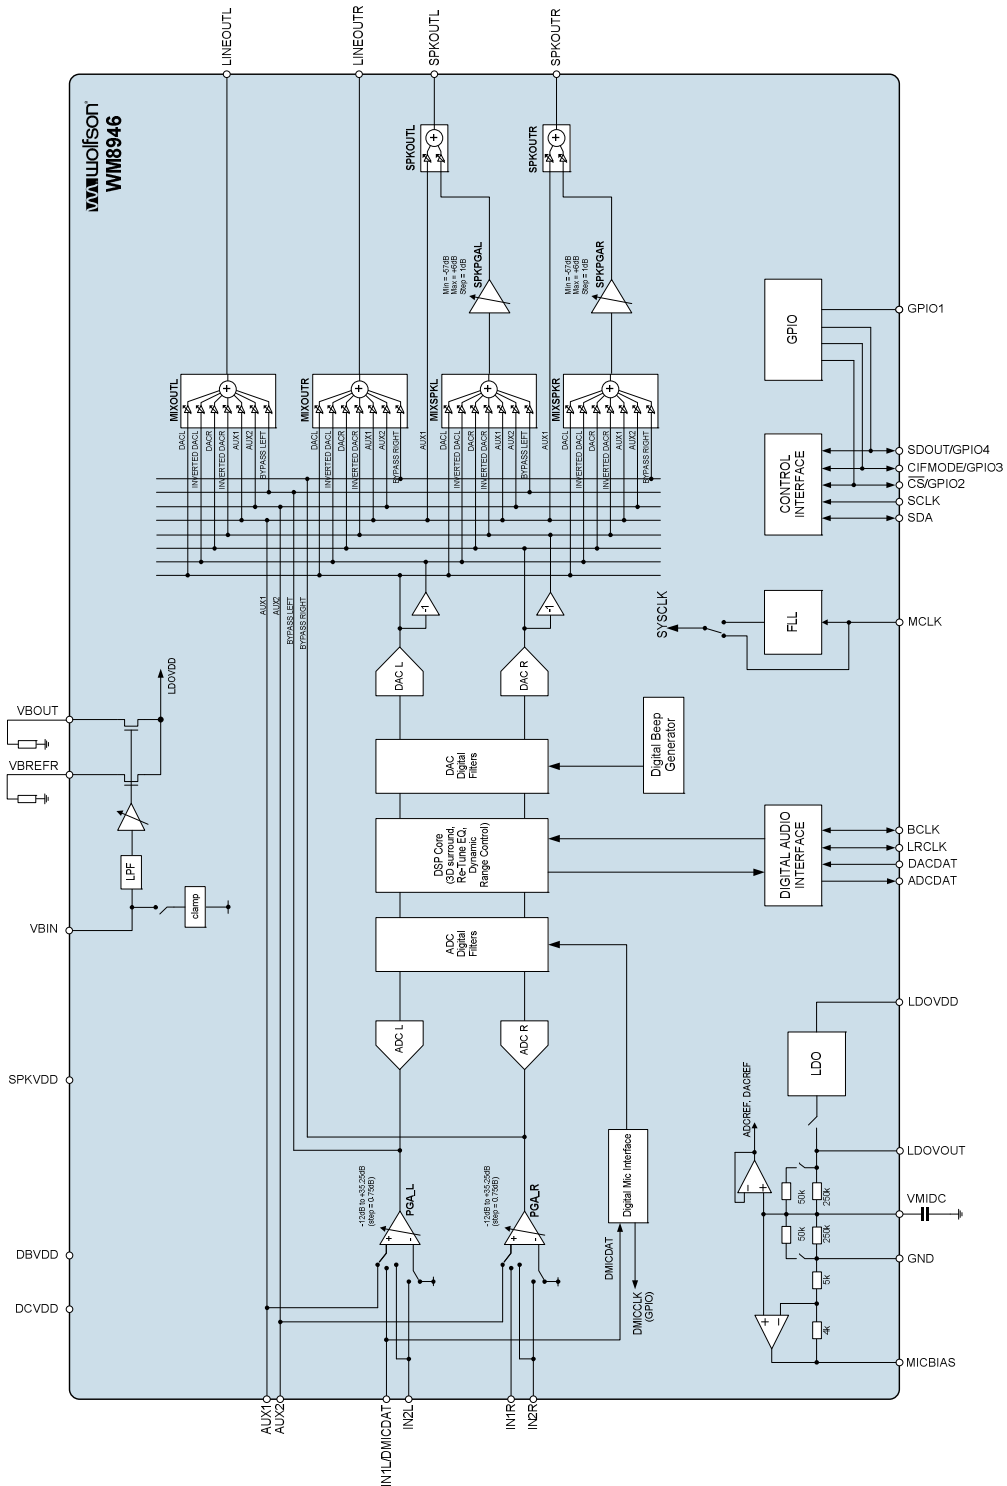 LINEOUTL
LINEOUTR
SPKOUTL
SPKOUTR
wolfson®
WM8946
SPKOUTL
SPKOUTR
Min = -57dB
Max = +6dB
Step = 1dB
SPKPGAL
Min = -57dB
Max = +6dB
Step = 1dB
SPKPGAR
GPIO
GPIO1
MIXOUTL
MIXOUTR
MIXSPKL
MIXSPKR
DACL
INVERTED DACL
DACR
INVERTED DACR
AUX1
AUX2
BYPASS LEFT
DACL
INVERTED DACL
DACR
INVERTED DACR
AUX1
AUX2
BYPASS RIGHT
AUX1
DACL
INVERTED DACL
DACR
INVERTED DACR
AUX1
AUX2
BYPASS LEFT
AUX1
DACL
INVERTED DACL
DACR
INVERTED DACR
AUX1
AUX2
BYPASS RIGHT
CONTROL
INTERFACE
SDOUT/GPIO4
CIFMODE/GPIO3
CS/GPIO2
SCLK
SDA
AUX1
AUX2
BYPASS LEFT
BYPASS RIGHT
-1
-1
SYSCLK
FLL
MCLK
DAC L
DAC R
LDOVDD
VBOUT
VBREFR
DAC
Digital
Filters
Digital Beep
Generator
LPF
clamp
VBIN
DSP Core
(3D surround,
Re-Tune EQ,
Dynamic
Range Control)
DIGITAL AUDIO
INTERFACE
BCLK
LRCLK
DACDAT
ADCDAT
ADC
Digital
Filters
ADC L
ADC R
LDOVDD
LDO
SPKVDD
ADCREF, DACREF
LDOVOUT
Digital Mic Interface
-12dB to +35.25dB
(step = 0.75dB)
PGA_L
-12dB to +35.25dB
(step = 0.75dB)
PGA_R
+
-
+
-
50k
250k
VMIDC
50k
250k
DMICDAT
DMICCLK
(GPIO)
GND
5k
4k
MICBIAS
DBVDD
DCVDD
AUX1
AUX2
IN1L/DMICDAT
IN2L
IN1R
IN2R